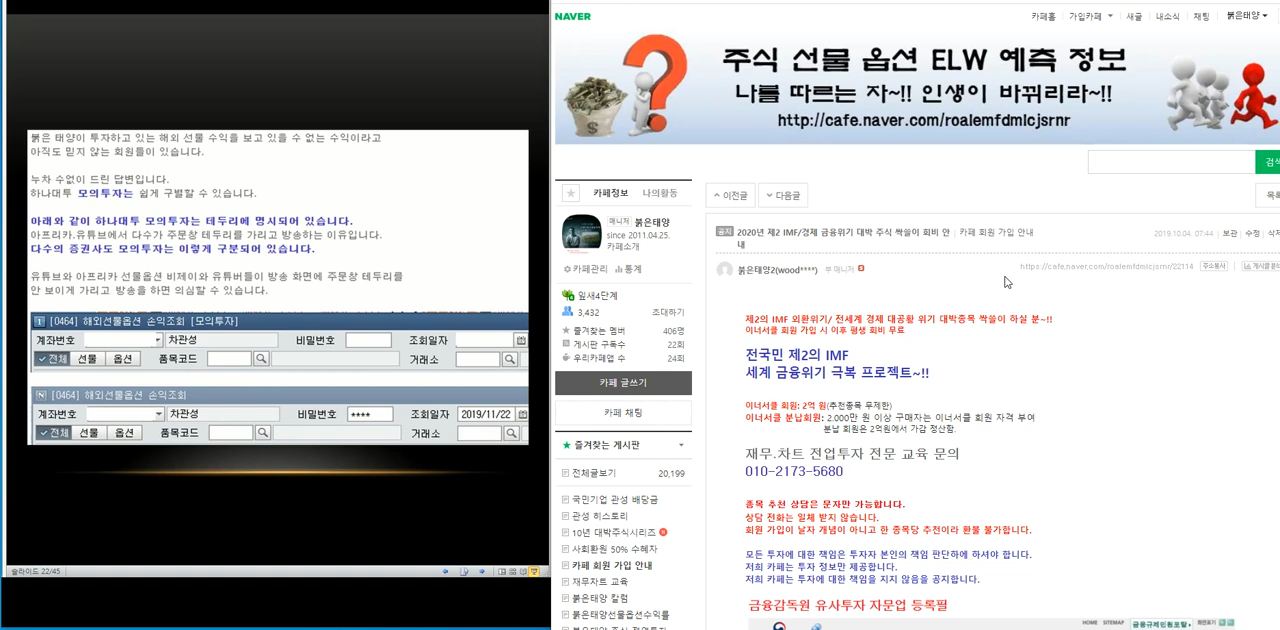 붉은 태양이 투자하고 있는 해외 선물 수익을 보고 있을 수 없는 수익이라고
아직도 믿지 않는 회원들이 있습니다.
누차 수없이 드린 답변입니다.
하나대투 모의투자는 쉽게 구별할 수 있습니다.
아래와 같이 하나대투 모의투자는 테두리에 명시되어 있습니다.
아프리카.유튜브에서 다수가 주문창 테두리를 가리고 방송하는 이유입니다.
다수의 증권사도 모의투자는 이렇게 구분되어 있습니다.
유튜브와 아프리카 선물옵션 비제이와 유튜버들이 방송 화면에 주문창 테두리를
안 보이게 가리고 방송을 하면 의심할 수 있습니다.
1 [0464] 해외선물옵션 손익조회 [모의투자]
계좌번호 차관성 비밀번호 조회일자
전체 선물 옵션 품목코드 거래소
N [0464] 해외선물옵션 손익조회
계좌번호 차관성 비밀번호 **** 조회일자 2019/11/22
전체 선물 옵션 품목코드 거래소
슬라이드 22/45
NAVER
카페홈 가입카페 새글 내소식 채팅 붉은태양
주식 선물 옵션 ELW 예측 정보
나를 따르는 자~!! 인생이 바뀌리라~!!
http://cafe.naver.com/roalemfdmlcjsrnr
검색
카페정보 나의활동
매니저 붉은태양
since 2011.04.25.
카페소개
카페관리 통계
잎새4단계
3,432 초대하기
즐겨찾는 멤버 406명
게시판 구독수 22회
우리카페앱 수 24회
카페 글쓰기
카페 채팅
즐겨찾는 게시판
전체글보기 20,199
국민기업 관성 배당금
관성 히스토리
10년 대박주식시리즈
사회환원 50% 수혜자
카페 회원 가입 안내
재무차트 교육
붉은태양 칼럼
붉은태양선물옵션수익률
이전글 다음글 목록
공지 2020년 제2 IMF/경제 금융위기 대박 주식 싹쓸이 회비 안내 | 카페 회원 가입 안내
2019.10.04. 07:44 보관 수정 삭제
붉은태양2(wood****) 부 매니저
https://cafe.naver.com/roalemfdmlcjsrnr/22114 주소복사
제2의 IMF 외환위기/ 전세계 경제 대공황 위기 대박종목 싹쓸이 하실 분~!!
이너서클 회원 가입 시 이후 평생 회비 무료
전국민 제2의 IMF
세계 금융위기 극복 프로젝트~!!
이너서클 회원: 2억 원(추천종목 무제한)
이너서클 분납회원: 2,000만 원 이상 구매자는 이너서클 회원 자격 부여
분납 회원은 2억원에서 가감 정산함.
재무.차트 전업투자 전문 교육 문의
010-2173-5680
종목 추천 상담은 문자만 가능합니다.
상담 전화는 일체 받지 않습니다.
회원 가입이 날자 개념이 아니고 한 종목당 추천이라 환불 불가합니다.
모든 투자에 대한 책임은 투자자 본인의 책임 판단하에 하셔야 합니다.
저희 카페는 투자 정보만 제공합니다.
저희 카페는 투자에 대한 책임을 지지 않음을 공지합니다.
금융감독원 유사투자 자문업 등록필
HOME SITEMAP 금융규제민원포탈 화면크기